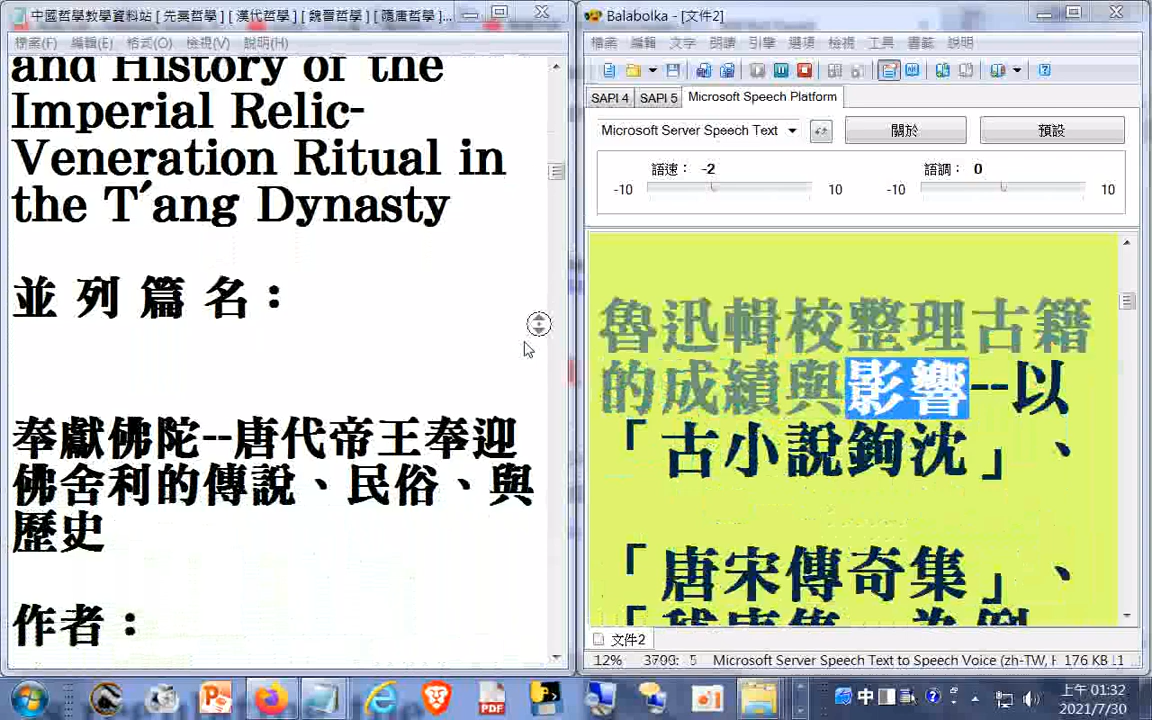 中國哲學教學資料站 [ 先秦哲學 ] [ 漢代哲學 ] [ 魏晉哲學 ] [ 隋唐哲學 ]...
檔案(F) 編輯(E) 格式(O) 檢視(V) 說明(H)
and History of the
Imperial Relic-
Veneration Ritual in
the T'ang Dynasty
並 列 篇 名：
奉獻佛陀--唐代帝王奉迎
佛舍利的傳說、民俗、與
歷史
作者：
Balabolka - [文件2]
檔案 編輯 文字 朗讀 引擎 選項 檢視 工具 書籤 說明
SAPI 4 SAPI 5 Microsoft Speech Platform
Microsoft Server Speech Text 關於 預設
語速： -2 語調： 0
-10 10 -10 10
魯迅輯校整理古籍
的成績與影響--以
「古小說鉤沈」、
「唐宋傳奇集」、
「嵇康集」為例
文件2
12% 3799: 5 Microsoft Server Speech Text to Speech Voice (zh-TW, H 176 KB
PDF
中
上午 01:32
2021/7/30